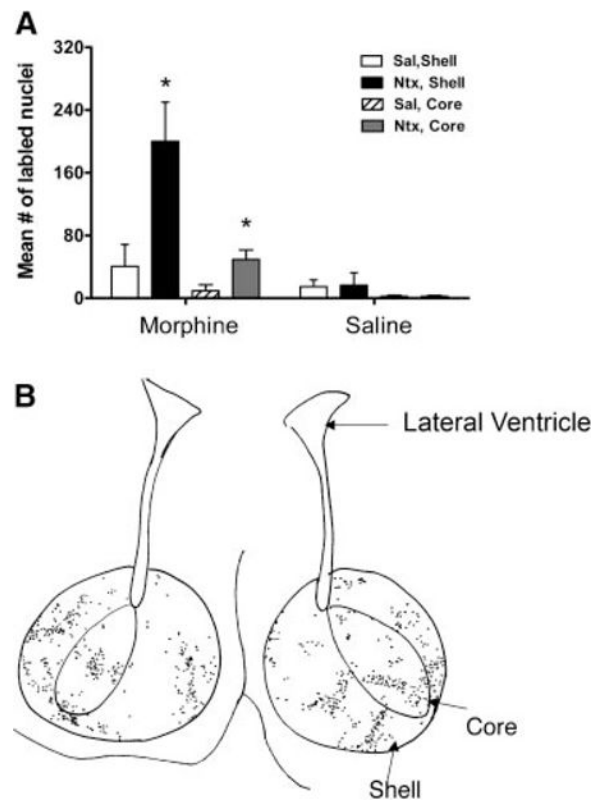 A
320
240
160
80
0
Mean # of labled nuclei
*
*
Sal,Shell
Ntx, Shell
Sal, Core
Ntx, Core
Morphine
Saline
B
Lateral Ventricle
Core
Shell